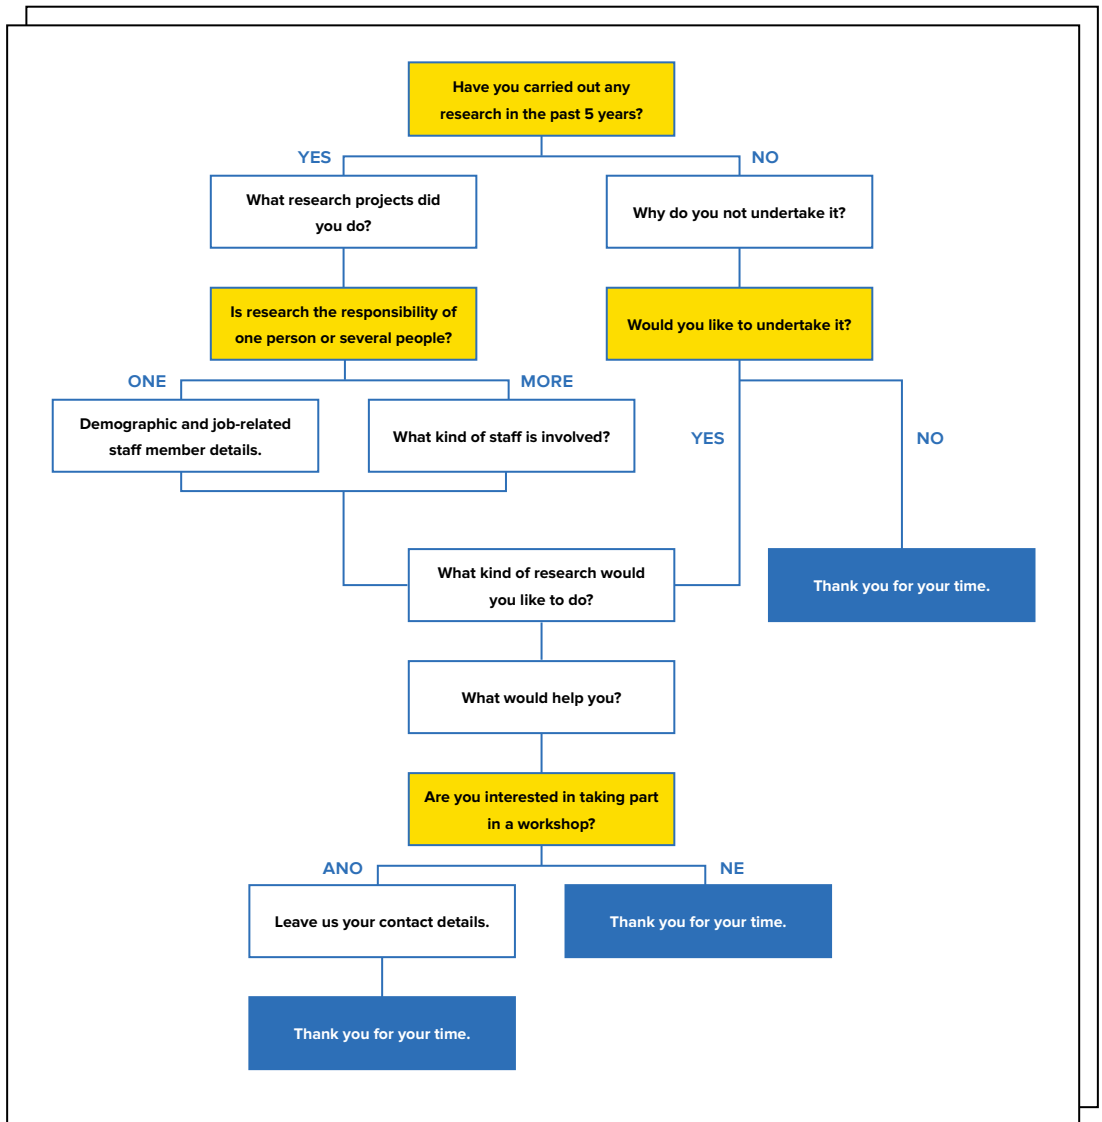 Have you carried out any
research in the past 5 years?
YES
NO
What research projects did
you do?
Why do you not undertake it?
Is research the responsibility of
one person or several people?
Would you like to undertake it?
ONE
MORE
Demographic and job-related
staff member details.
What kind of staff is involved?
YES
NO
What kind of research would
you like to do?
Thank you for your time.
What would help you?
Are you interested in taking part
in a workshop?
ANO
NE
Leave us your contact details.
Thank you for your time.
Thank you for your time.